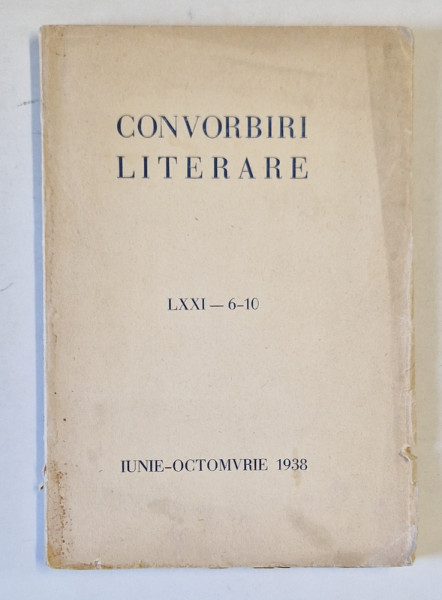 CONVORBIRI
LITERARE
LXXI — 6-10
IUNIE-OCTOMVRIE 1938